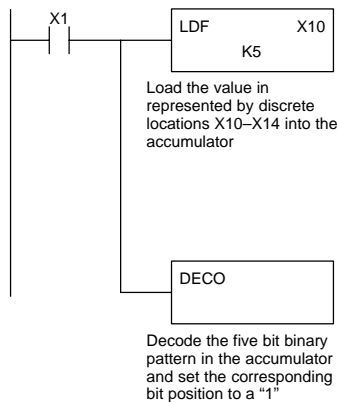 X1
LDF X10
K5
Load the value in
represented by discrete
locations X10–X14 into the
accumulator
DECO
Decode the five bit binary
pattern in the accumulator
and set the corresponding
bit position to a “1”